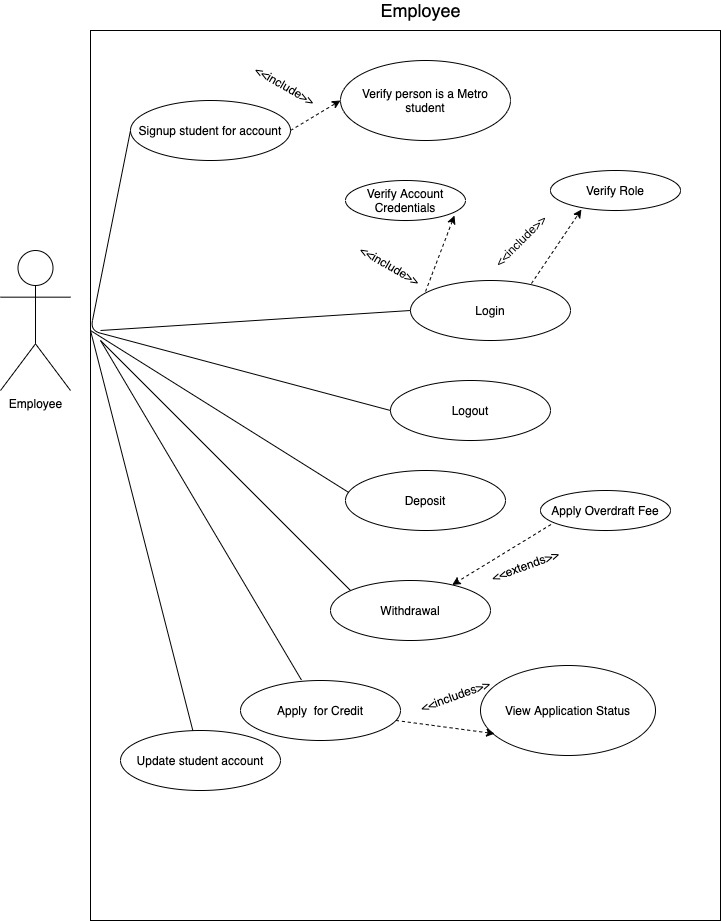 Employee
<<include>>
Verify person is a Metro
student
Signup student for account
Verify Account
Credentials
Verify Role
<<include>>
<<include>>
Login
Employee
Logout
Deposit
Apply Overdraft Fee
<<extends>>
Withdrawal
<<includes>>
Apply  for Credit
View Application Status
Update student account